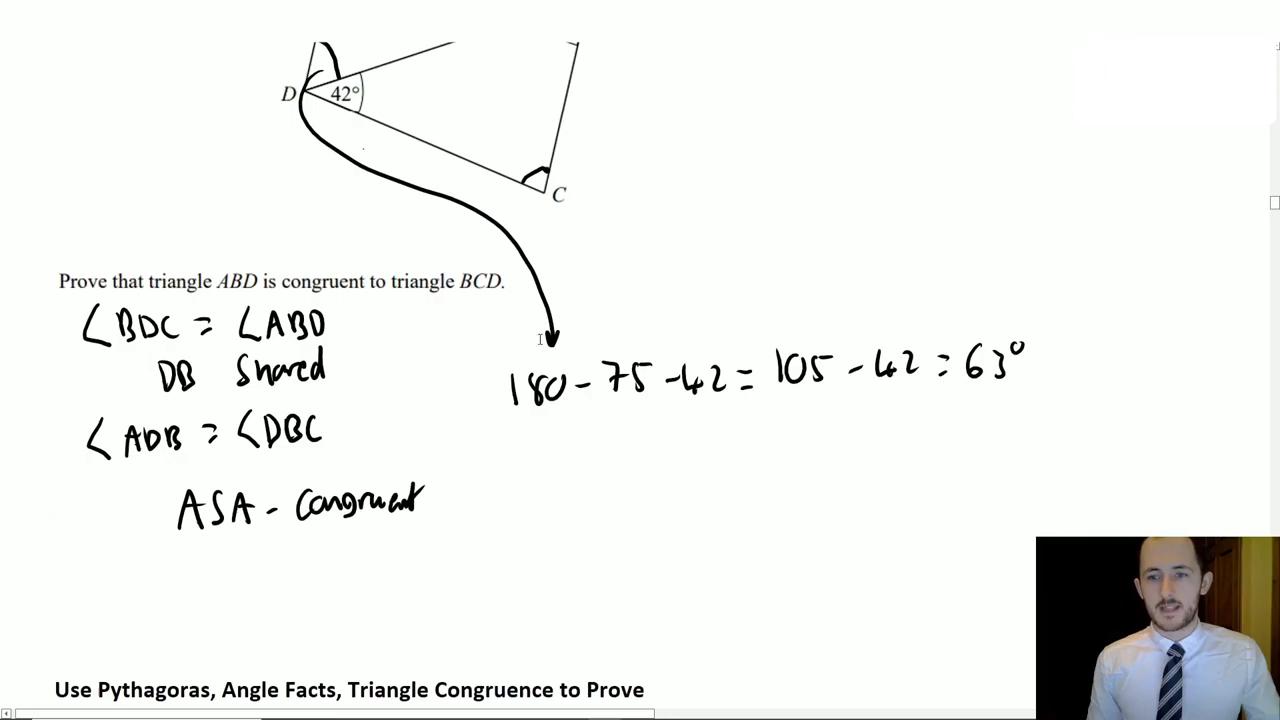 D
42°
C
Prove that triangle ABD is congruent to triangle BCD.
∠BDC = ∠ABD
DB Shared
∠ADB = ∠DBC
ASA - Congruent
180 - 75 - 42 = 105 - 42 = 63°
Use Pythagoras, Angle Facts, Triangle Congruence to Prove